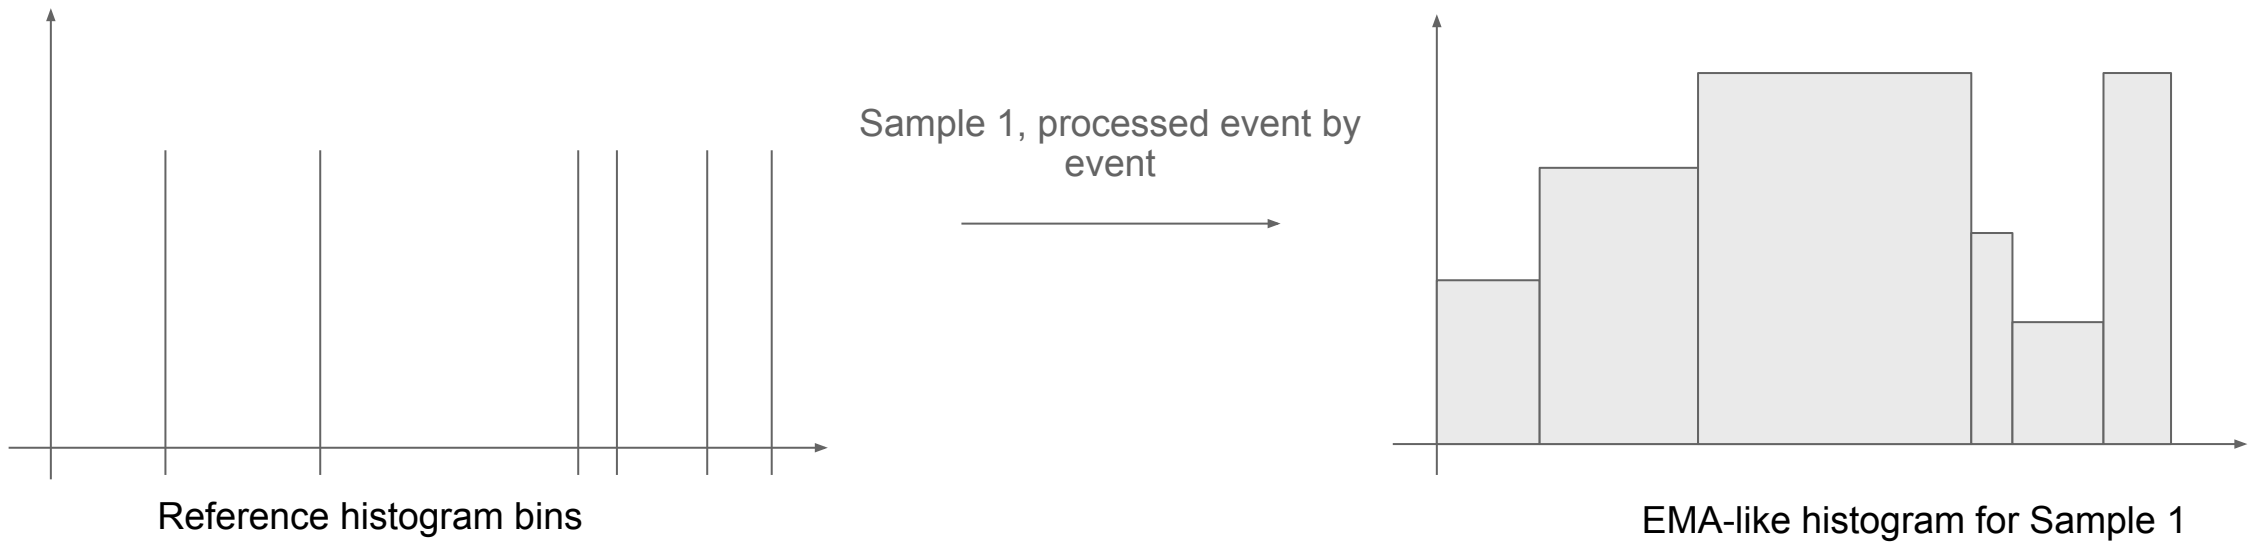 Sample 1, processed event by
event
Reference histogram bins
EMA-like histogram for Sample 1